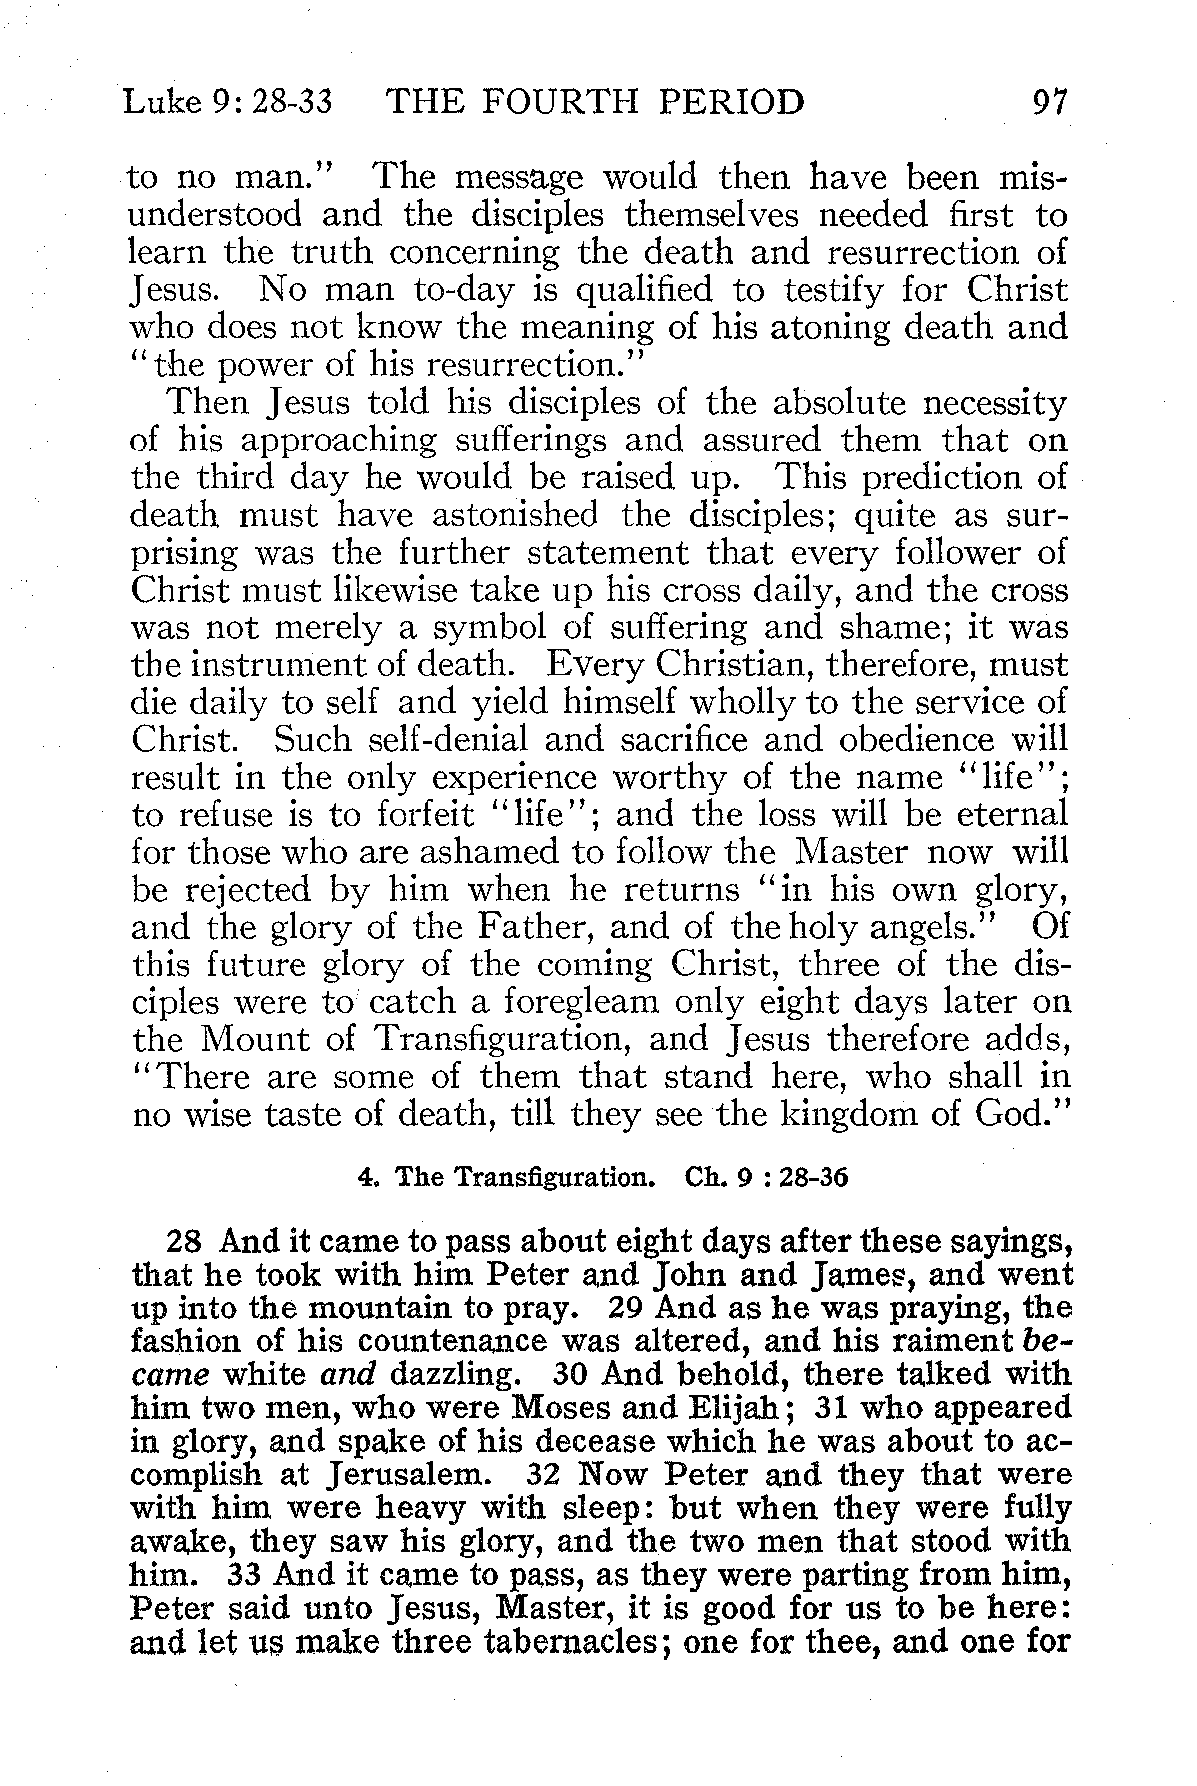 Luke 9: 28-33 THE FOURTH PERIOD 97
to no man." The message would then have been mis-
understood and the disciples themselves needed first to
learn the truth concerning the death and resurrection of
Jesus. No man to-day is qualified to testify for Christ
who does not know the meaning of his atoning death and
"the power of his resurrection."
Then Jesus told his disciples of the absolute necessity
of his approaching sufferings and assured them that on
the third day he would be raised up. This prediction of
death must have astonished the disciples; quite as sur-
prising was the further statement that every follower of
Christ must likewise take up his cross daily, and the cross
was not merely a symbol of suffering and shame; it was
the instrument of death. Every Christian, therefore, must
die daily to self and yield himself wholly to the service of
Christ. Such self-denial and sacrifice and obedience will
result in the only experience worthy of the name "life";
to refuse is to forfeit "life"; and the loss will be eternal
for those who are ashamed to follow the Master now will
be rejected by him when he returns "in his own glory,
and the glory of the Father, and of the holy angels." Of
this future glory of the coming Christ, three of the dis-
ciples were to catch a foregleam only eight days later on
the Mount of Transfiguration, and Jesus therefore adds,
"There are some of them that stand here, who shall in
no wise taste of death, till they see the kingdom of God."
4. The Transfiguration. Ch. 9 : 28-36
28 And it came to pass about eight days after these sayings,
that he took with him Peter and John and James, and went
up into the mountain to pray. 29 And as he was praying, the
fashion of his countenance was altered, and his raiment be-
came white and dazzling. 30 And behold, there talked with
him two men, who were Moses and Elijah; 31 who appeared
in glory, and spake of his decease which he was about to ac-
complish at Jerusalem. 32 Now Peter and they that were
with him were heavy with sleep: but when they were fully
awake, they saw his glory, and the two men that stood with
him. 33 And it came to pass, as they were parting from him,
Peter said unto Jesus, Master, it is good for us to be here:
and let us make three tabernacles; one for thee, and one for